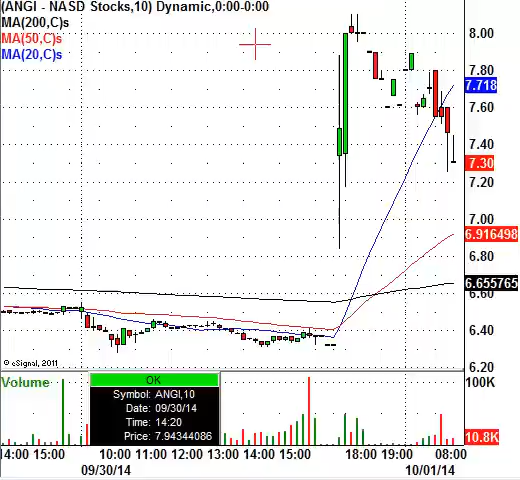 (ANGI - NASD Stocks,10) Dynamic,0:00-0:00
MA(200,C)s
MA(50,C)s
MA(20,C)s
8.00
7.80
7.718
7.60
7.40
7.30
7.20
7.00
6.916498
6.80
6.655765
6.60
6.40
6.20
© eSignal, 2011
Volume
100K
10.8K
OK
Symbol: ANGI,10
Date: 09/30/14
Time: 14:20
Price: 7.94344086
14:00 15:00 10:00 11:00 12:00 13:00 14:00 15:00 18:00 19:00 08:00
09/30/14 10/01/14